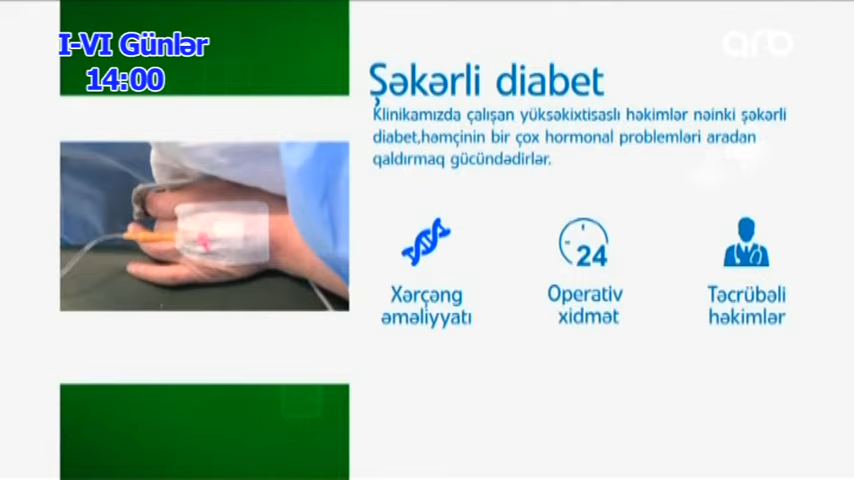 I-VI Günlər
14:00
arb
Şəkərli diabet
Klinikamızda çalışan yüksəkixtisaslı həkimlər nəinki şəkərli
diabet,həmçinin bir çox hormonal problemləri aradan
qaldırmaq gücündədirlər.
24
Xərçəng
əməliyyatı
Operativ
xidmət
Təcrübəli
həkimlər